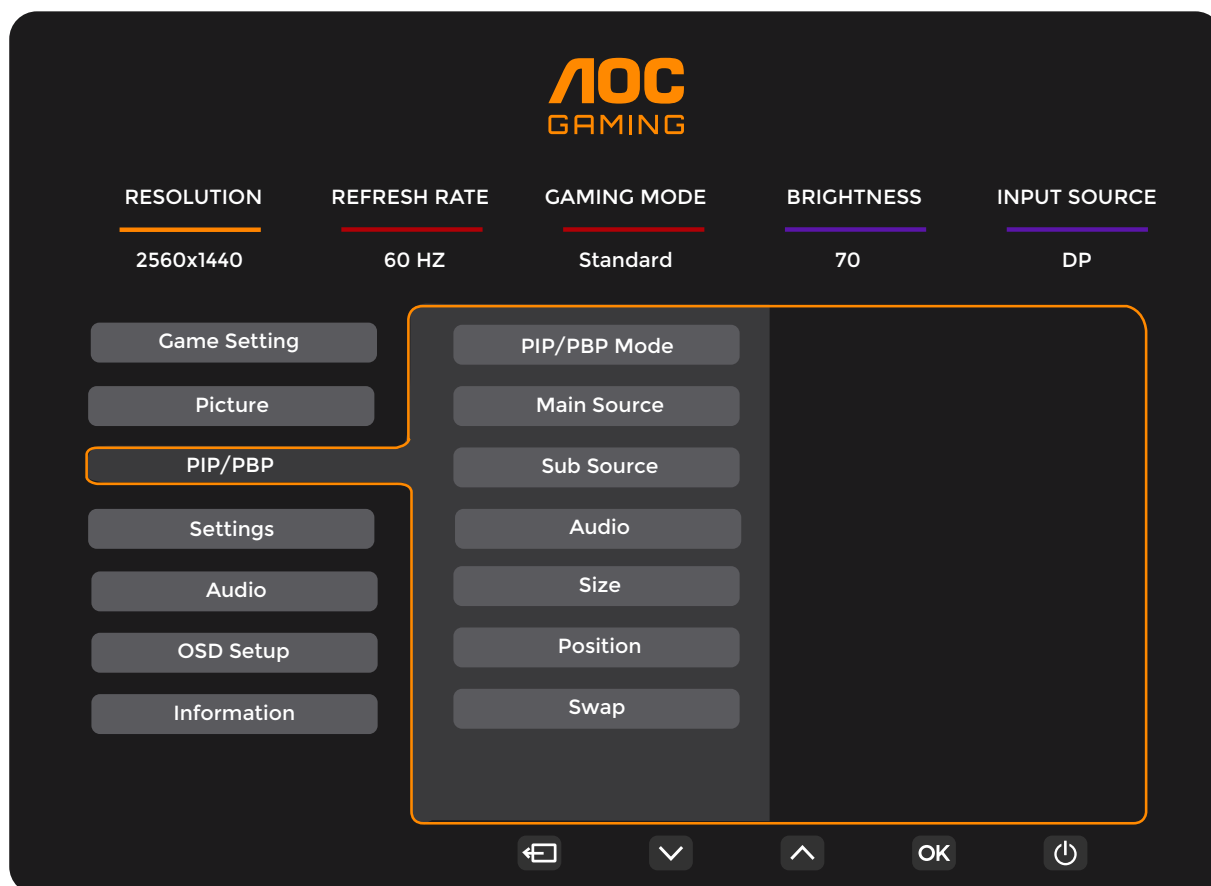 AOC
GAMING
RESOLUTION REFRESH RATE GAMING MODE BRIGHTNESS INPUT SOURCE
2560x1440 60 HZ Standard 70 DP
Game Setting PIP/PBP Mode
Picture Main Source
PIP/PBP Sub Source
Settings Audio
Audio Size
OSD Setup Position
Information Swap
OK